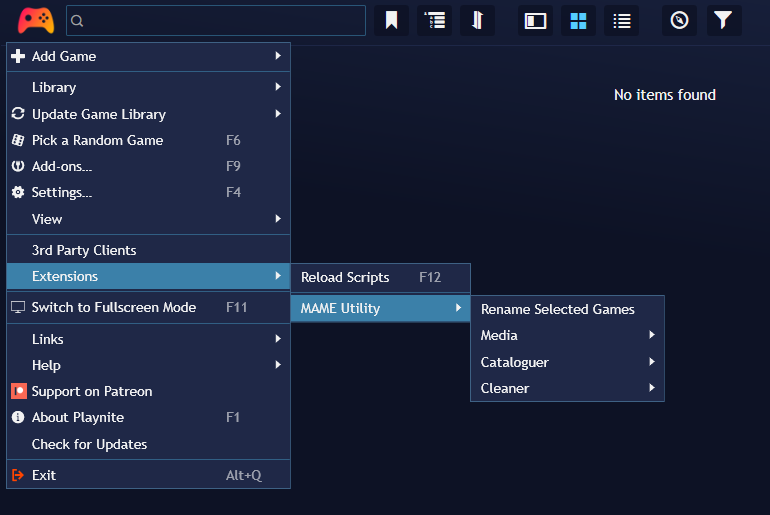 No items found
Add Game
Library
Update Game Library
Pick a Random Game F6
Add-ons... F9
Settings... F4
View
3rd Party Clients
Extensions
Reload Scripts F12
Switch to Fullscreen Mode F11
MAME Utility
Rename Selected Games
Media
Cataloguer
Cleaner
Links
Help
Support on Patreon
About Playnite F1
Check for Updates
Exit Alt+Q